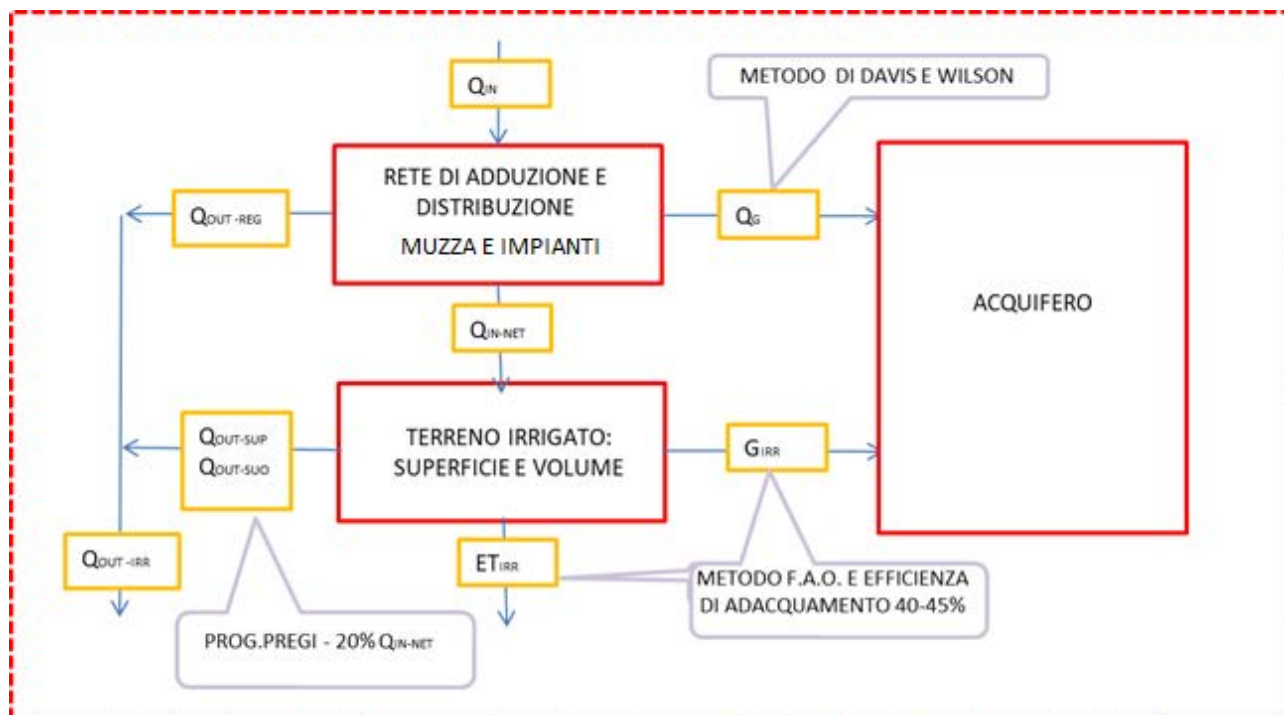 QIN
METODO DI DAVIS E WILSON
RETE DI ADDUZIONE E
DISTRIBUZIONE
MUZZA E IMPIANTI
QOUT-REG
QG
ACQUIFERO
QIN-NET
QOUT-SUP
QOUT-SUO
TERRENO IRRIGATO:
SUPERFICIE E VOLUME
GIRR
QOUT-IRR
ETIRR
METODO F.A.O. E EFFICIENZA
DI ADACQUAMENTO 40-45%
PROG.PREGI - 20% QIN-NET